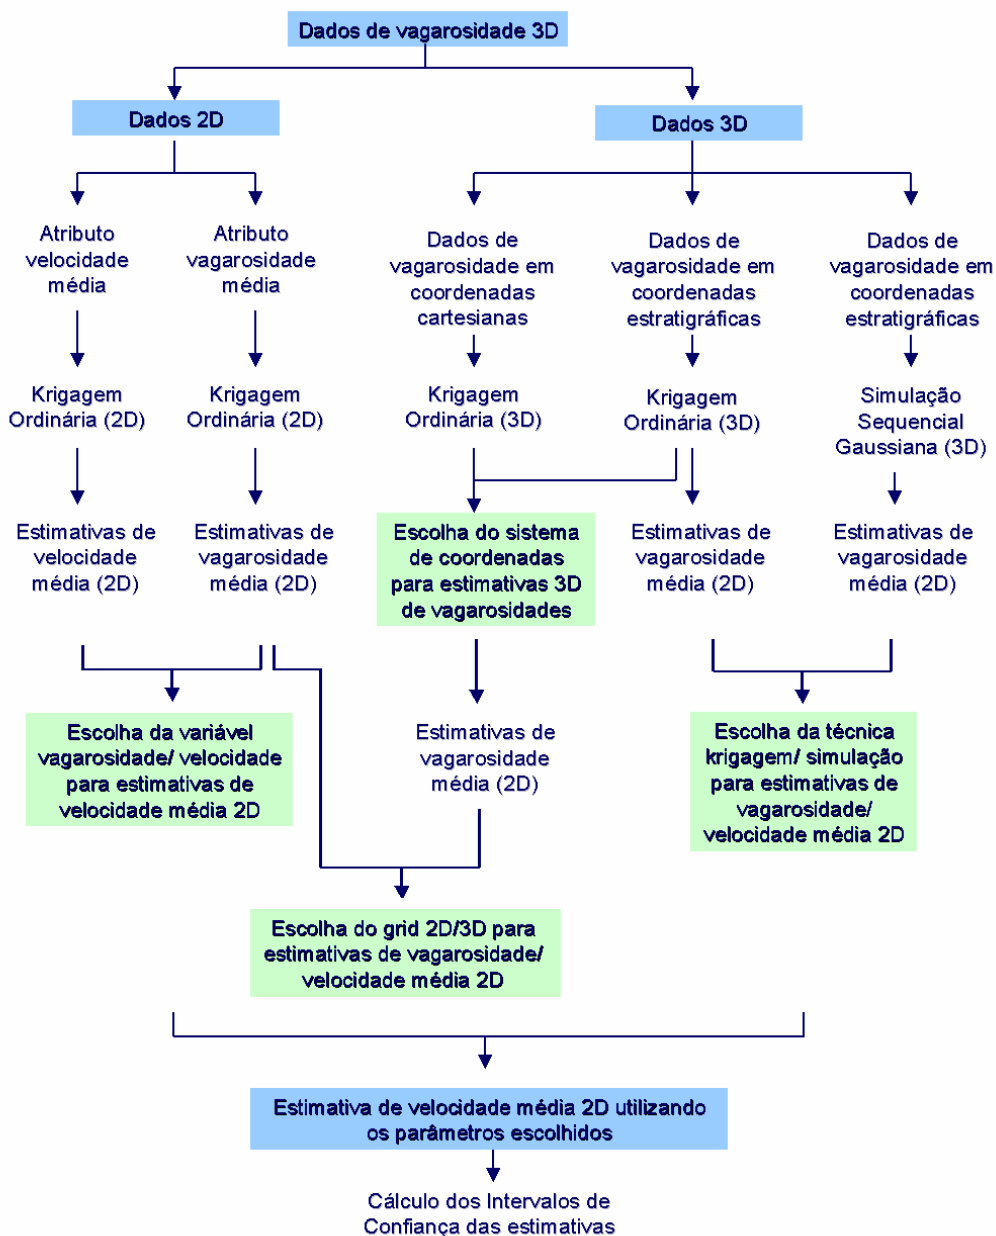 Dados de vagarosidade 3D
Dados 2D
Dados 3D
Atributo
velocidade
média
Atributo
vagarosidade
média
Dados de
vagarosidade em
coordenadas
cartesianas
Dados de
vagarosidade em
coordenadas
estratigráficas
Dados de
vagarosidade em
coordenadas
estratigráficas
Krigagem
Ordinária (2D)
Krigagem
Ordinária (2D)
Krigagem
Ordinária (3D)
Krigagem
Ordinária (3D)
Simulação
Sequencial
Gaussiana (3D)
Estimativas de
velocidade
média (2D)
Estimativas de
vagarosidade
média (2D)
Escolha do sistema
de coordenadas
para estimativas 3D
de vagarosidades
Estimativas de
vagarosidade
média (2D)
Estimativas de
vagarosidade
média (2D)
Escolha da variável
vagarosidade/ velocidade
para estimativas de
velocidade média 2D
Estimativas de
vagarosidade
média (2D)
Escolha da técnica
krigagem/ simulação
para estimativas de
vagarosidade/
velocidade média 2D
Escolha do grid 2D/3D para
estimativas de vagarosidade/
velocidade média 2D
Estimativa de velocidade média 2D utilizando
os parâmetros escolhidos
Cálculo dos Intervalos de
Confiança das estimativas